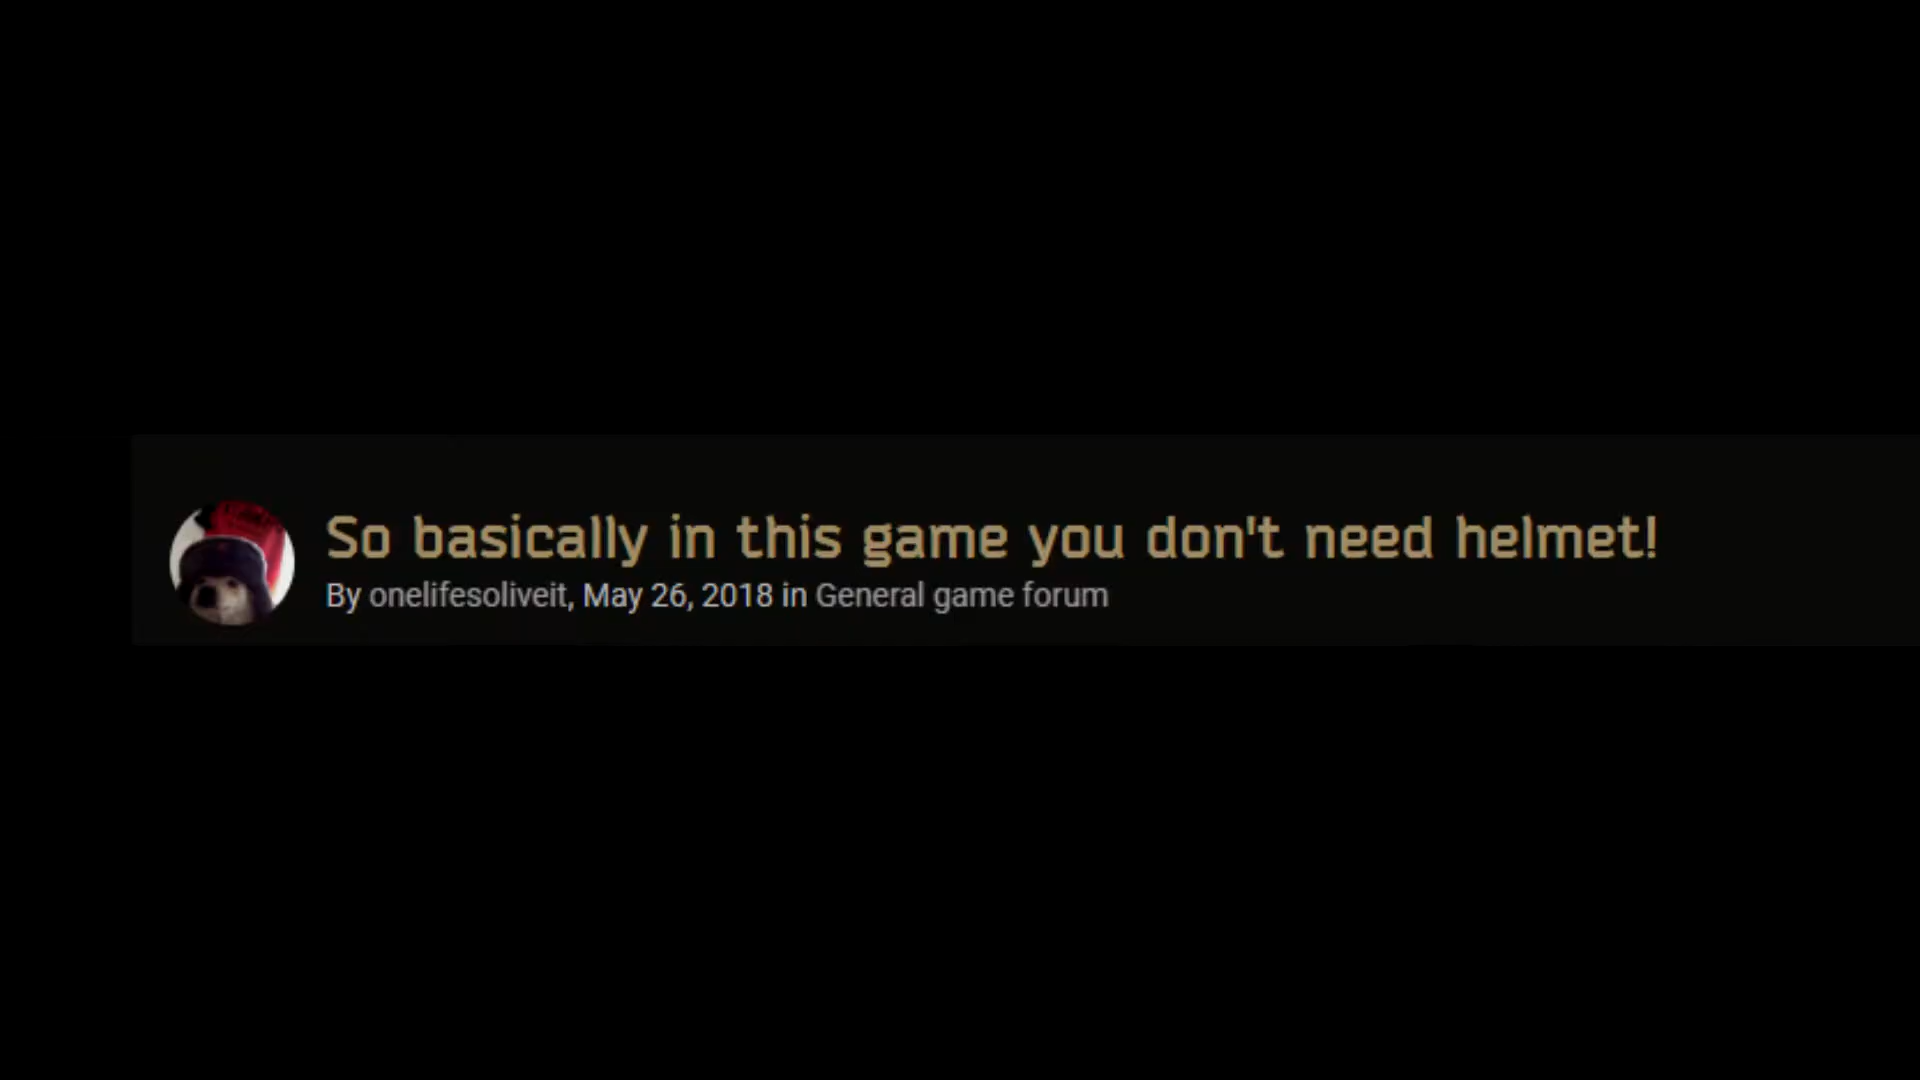 So basically in this game you don't need helmet!
By onelifesoliveit, May 26, 2018 in General game forum